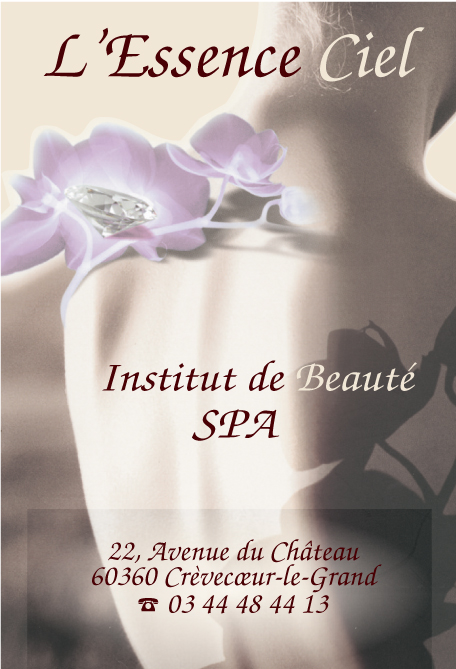 L'Essence Ciel
Institut de Beauté
SPA
22, Avenue du Château
60360 Crèvecœur-le-Grand
☎ 03 44 48 44 13